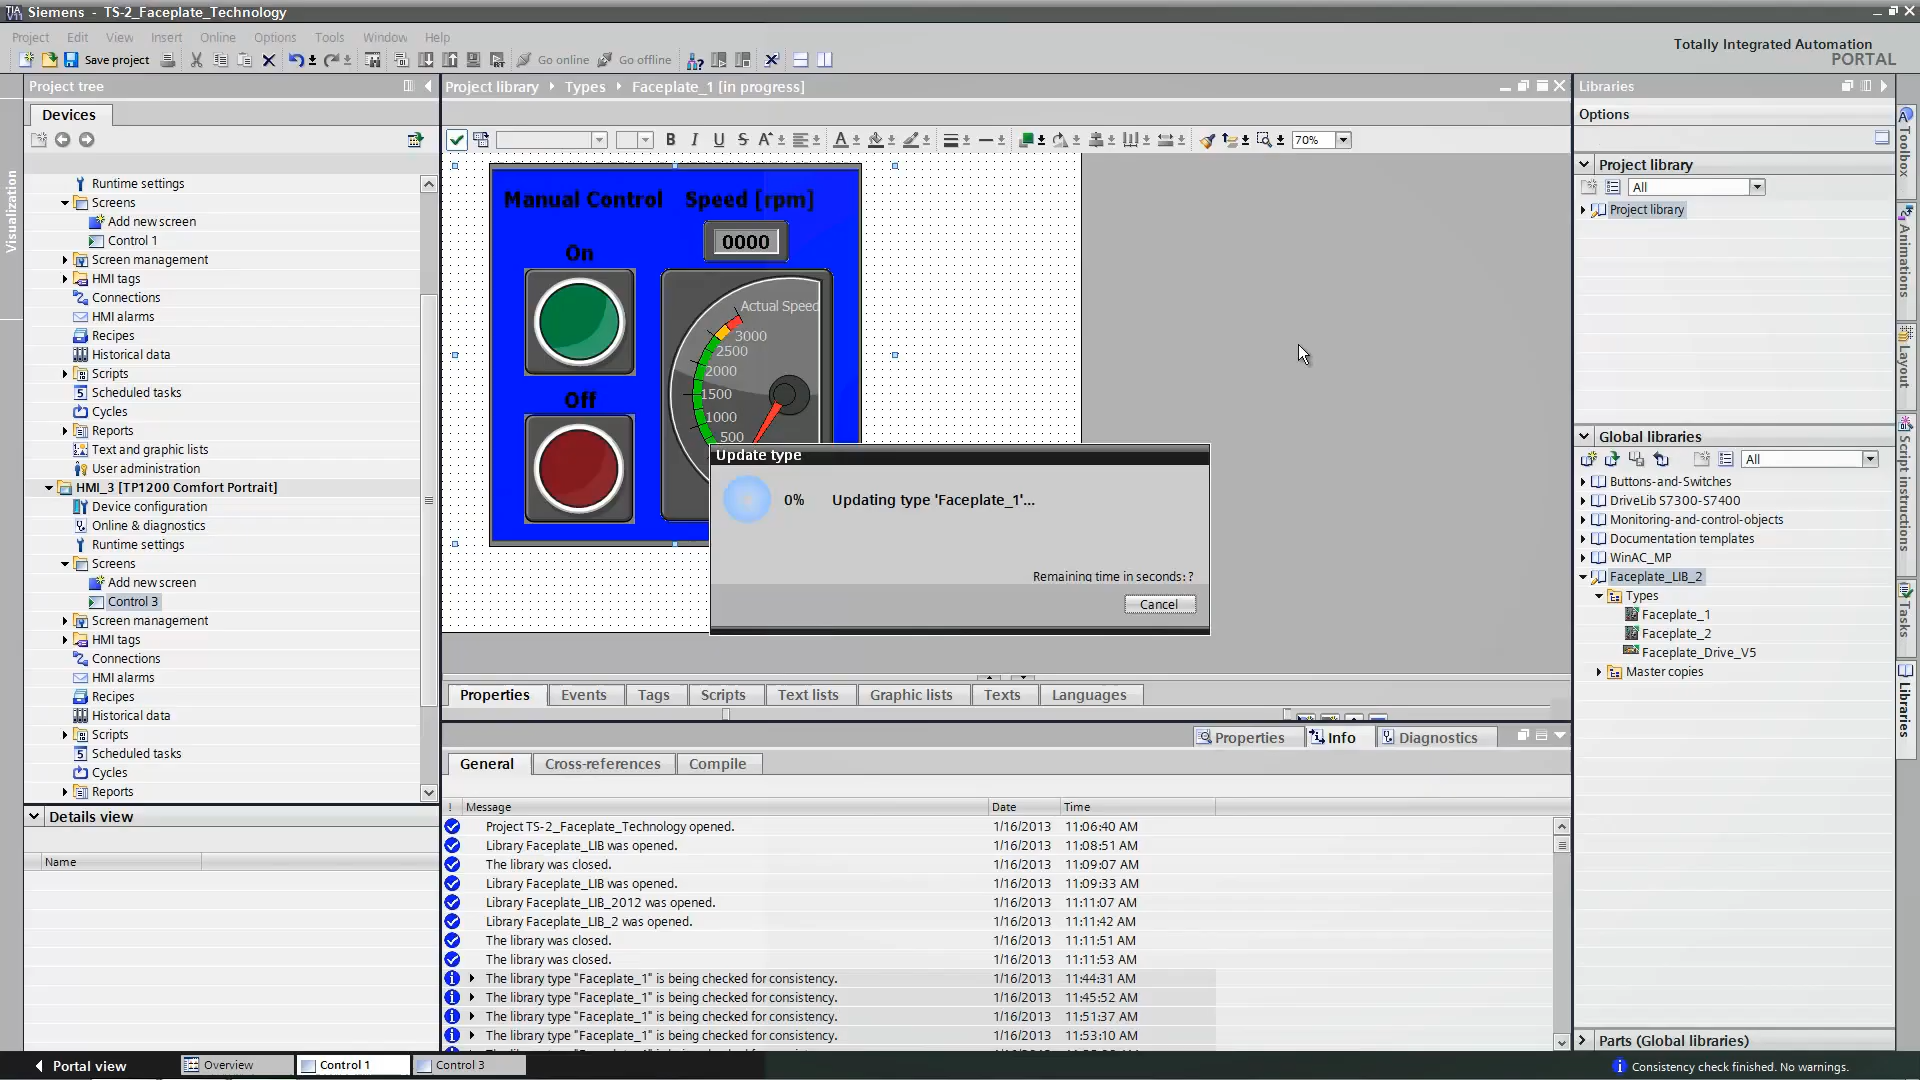 Siemens - TS-2_Faceplate_Technology
Project Edit View Insert Online Options Tools Window Help
Totally Integrated Automation
PORTAL
Save project Go online Go offline
Project tree
Project library Types Faceplate_1 [in progress]
Libraries
Devices
Options
70%
Visualization
Project library
All
Project library
Runtime settings
Screens
Add new screen
Control 1
Screen management
HMI tags
Connections
HMI alarms
Recipes
Historical data
Scripts
Scheduled tasks
Cycles
Reports
Text and graphic lists
User administration
HMI_3 [TP1200 Comfort Portrait]
Device configuration
Online & diagnostics
Runtime settings
Screens
Add new screen
Control 3
Screen management
HMI tags
Connections
HMI alarms
Recipes
Historical data
Scripts
Scheduled tasks
Cycles
Reports
Details view
Name
Manual Control Speed [rpm]
0000
On
Off
Actual Speed
3000
2500
2000
1500
1000
500
Update type
0% Updating type 'Faceplate_1'...
Remaining time in seconds: ?
Cancel
Properties Events Tags Scripts Text lists Graphic lists Texts Languages
Properties Info Diagnostics
General Cross-references Compile
! Message Date Time
Project TS-2_Faceplate_Technology opened. 1/16/2013 11:06:40 AM
Library Faceplate_LIB was opened. 1/16/2013 11:08:51 AM
The library was closed. 1/16/2013 11:09:07 AM
Library Faceplate_LIB was opened. 1/16/2013 11:09:33 AM
Library Faceplate_LIB_2012 was opened. 1/16/2013 11:11:07 AM
Library Faceplate_LIB_2 was opened. 1/16/2013 11:11:42 AM
The library was closed. 1/16/2013 11:11:51 AM
The library was closed. 1/16/2013 11:11:53 AM
The library type "Faceplate_1" is being checked for consistency. 1/16/2013 11:44:31 AM
The library type "Faceplate_1" is being checked for consistency. 1/16/2013 11:45:52 AM
The library type "Faceplate_1" is being checked for consistency. 1/16/2013 11:51:37 AM
The library type "Faceplate_1" is being checked for consistency. 1/16/2013 11:53:10 AM
Global libraries
All
Buttons-and-Switches
DriveLib S7300-S7400
Monitoring-and-control-objects
Documentation templates
WinAC_MP
Faceplate_LIB_2
Types
Faceplate_1
Faceplate_2
Faceplate_Drive_V5
Master copies
Parts (Global libraries)
Toolbox
Animations
Layout
Script instructions
Tasks
Libraries
Portal view Overview Control 1 Control 3
Consistency check finished. No warnings.